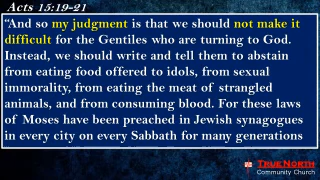 Acts 15:19-21
“And so my judgment is that we should not make it
difficult for the Gentiles who are turning to God.
Instead, we should write and tell them to abstain
from eating food offered to idols, from sexual
immorality, from eating the meat of strangled
animals, and from consuming blood. For these laws
of Moses have been preached in Jewish synagogues
in every city on every Sabbath for many generations
TRUENORTH
Community Church